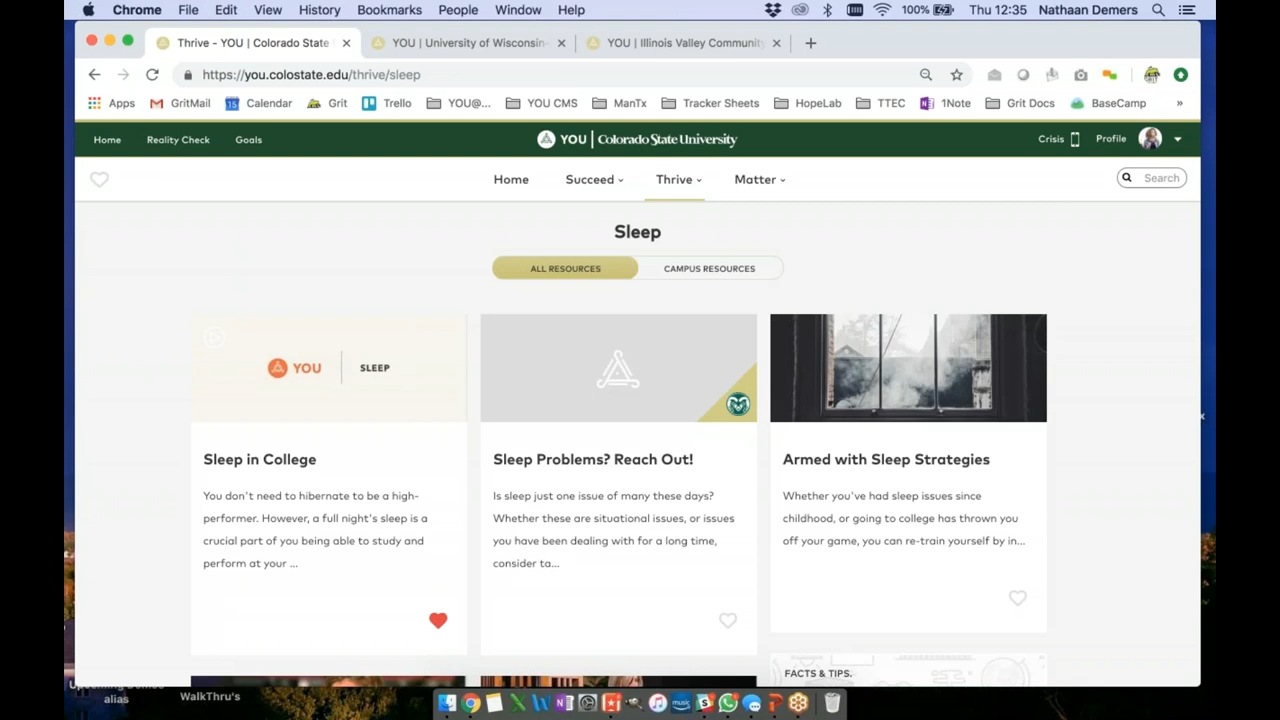 Chrome File Edit View History Bookmarks People Window Help 100% Thu 12:35 Nathaan Demers
Thrive - YOU | Colorado State YOU | University of Wisconsin- YOU | Illinois Valley Community
https://you.colostate.edu/thrive/sleep
Apps GritMail 15 Calendar Grit Trello YOU@... YOU CMS ManTx Tracker Sheets HopeLab TTEC 1Note Grit Docs BaseCamp »
Home Reality Check Goals YOU | Colorado State University Crisis Profile
Home Succeed Thrive Matter Search
Sleep
ALL RESOURCES CAMPUS RESOURCES
YOU SLEEP
Sleep in College
You don't need to hibernate to be a high-
performer. However, a full night's sleep is a
crucial part of you being able to study and
perform at your ...
Sleep Problems? Reach Out!
Is sleep just one issue of many these days?
Whether these are situational issues, or issues
you have been dealing with for a long time,
consider ta...
Armed with Sleep Strategies
Whether you've had sleep issues since
childhood, or going to college has thrown you
off your game, you can re-train yourself by in...
FACTS & TIPS.
alias
WalkThru's
music